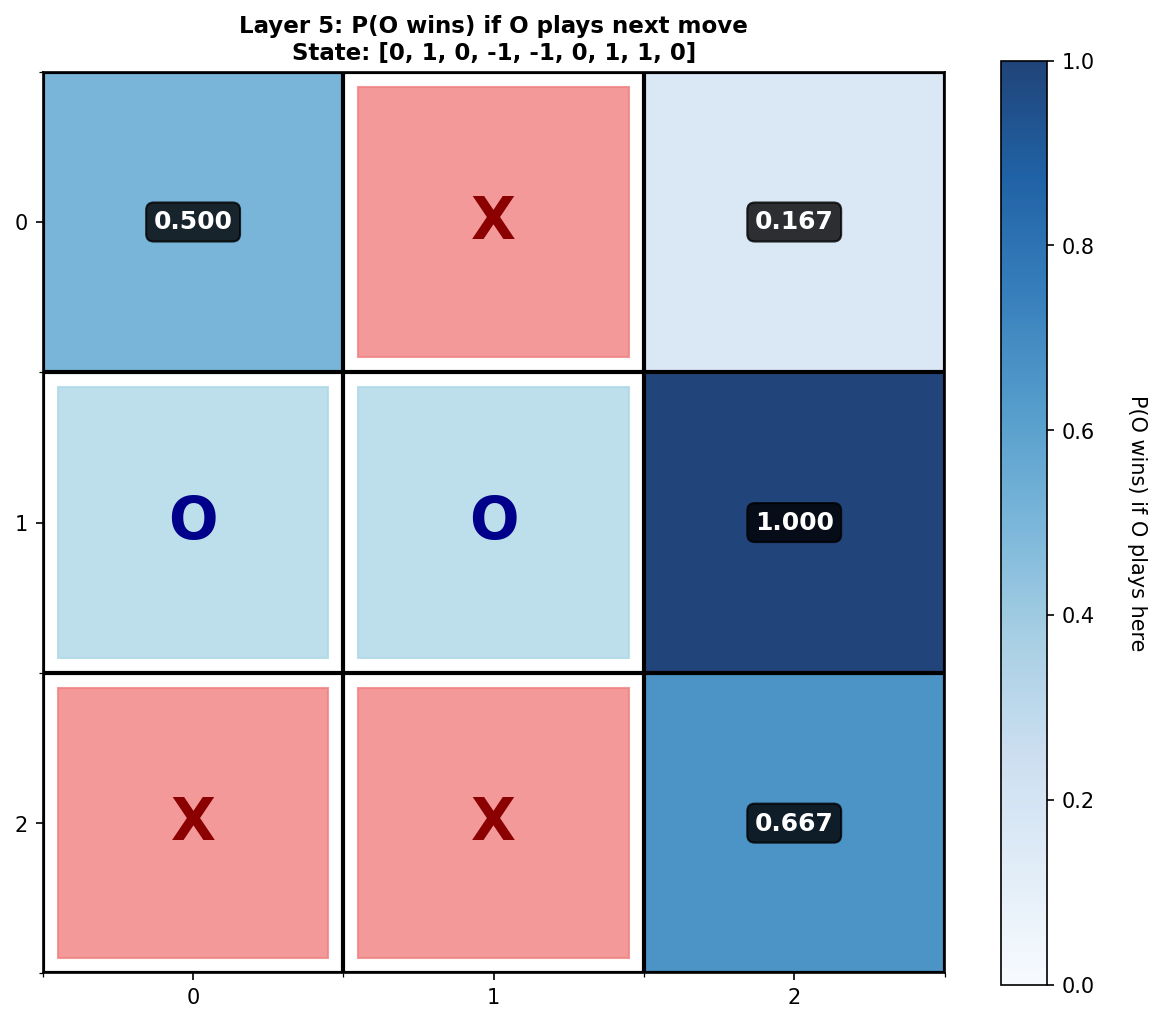 Layer 5: P(O wins) if O plays next move
State: [0, 1, 0, -1, -1, 0, 1, 1, 0]
0
0.500
X
0.167
1
O
O
1.000
2
X
X
0.667
0
1
2
1.0
0.8
0.6
0.4
0.2
0.0
P(O wins) if O plays here